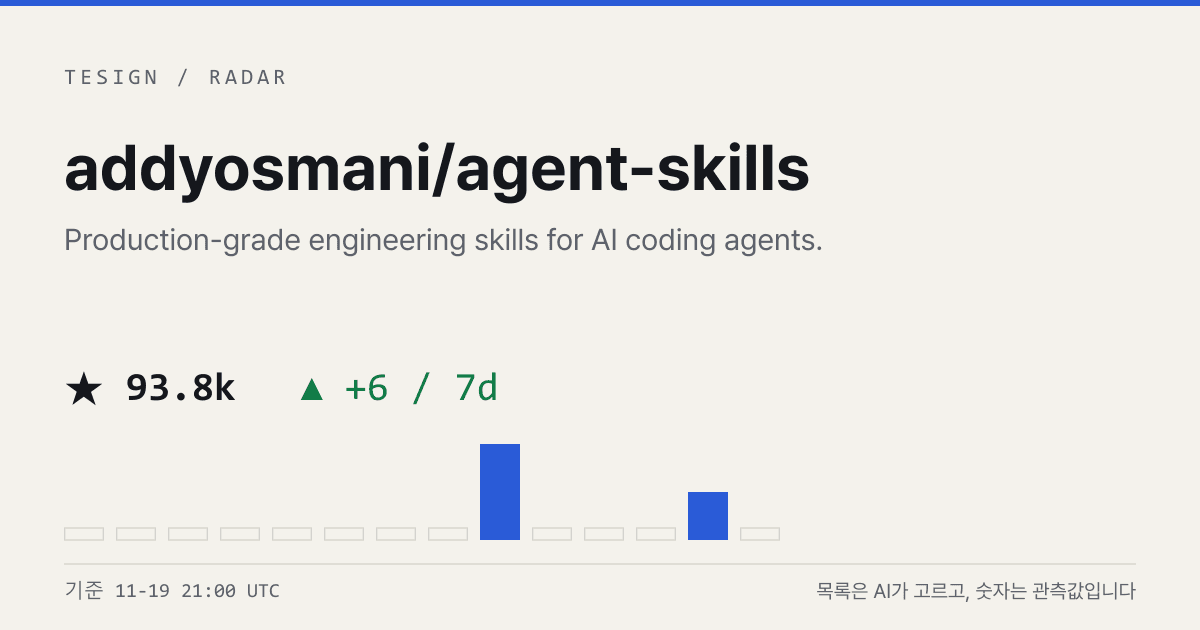 TESIGN / RADAR
addyosmani/agent-skills
Production-grade engineering skills for AI coding agents.
★ 93.8k ▲ +6 / 7d
기준 11-19 21:00 UTC
목록은 AI가 고르고, 숫자는 관측값입니다